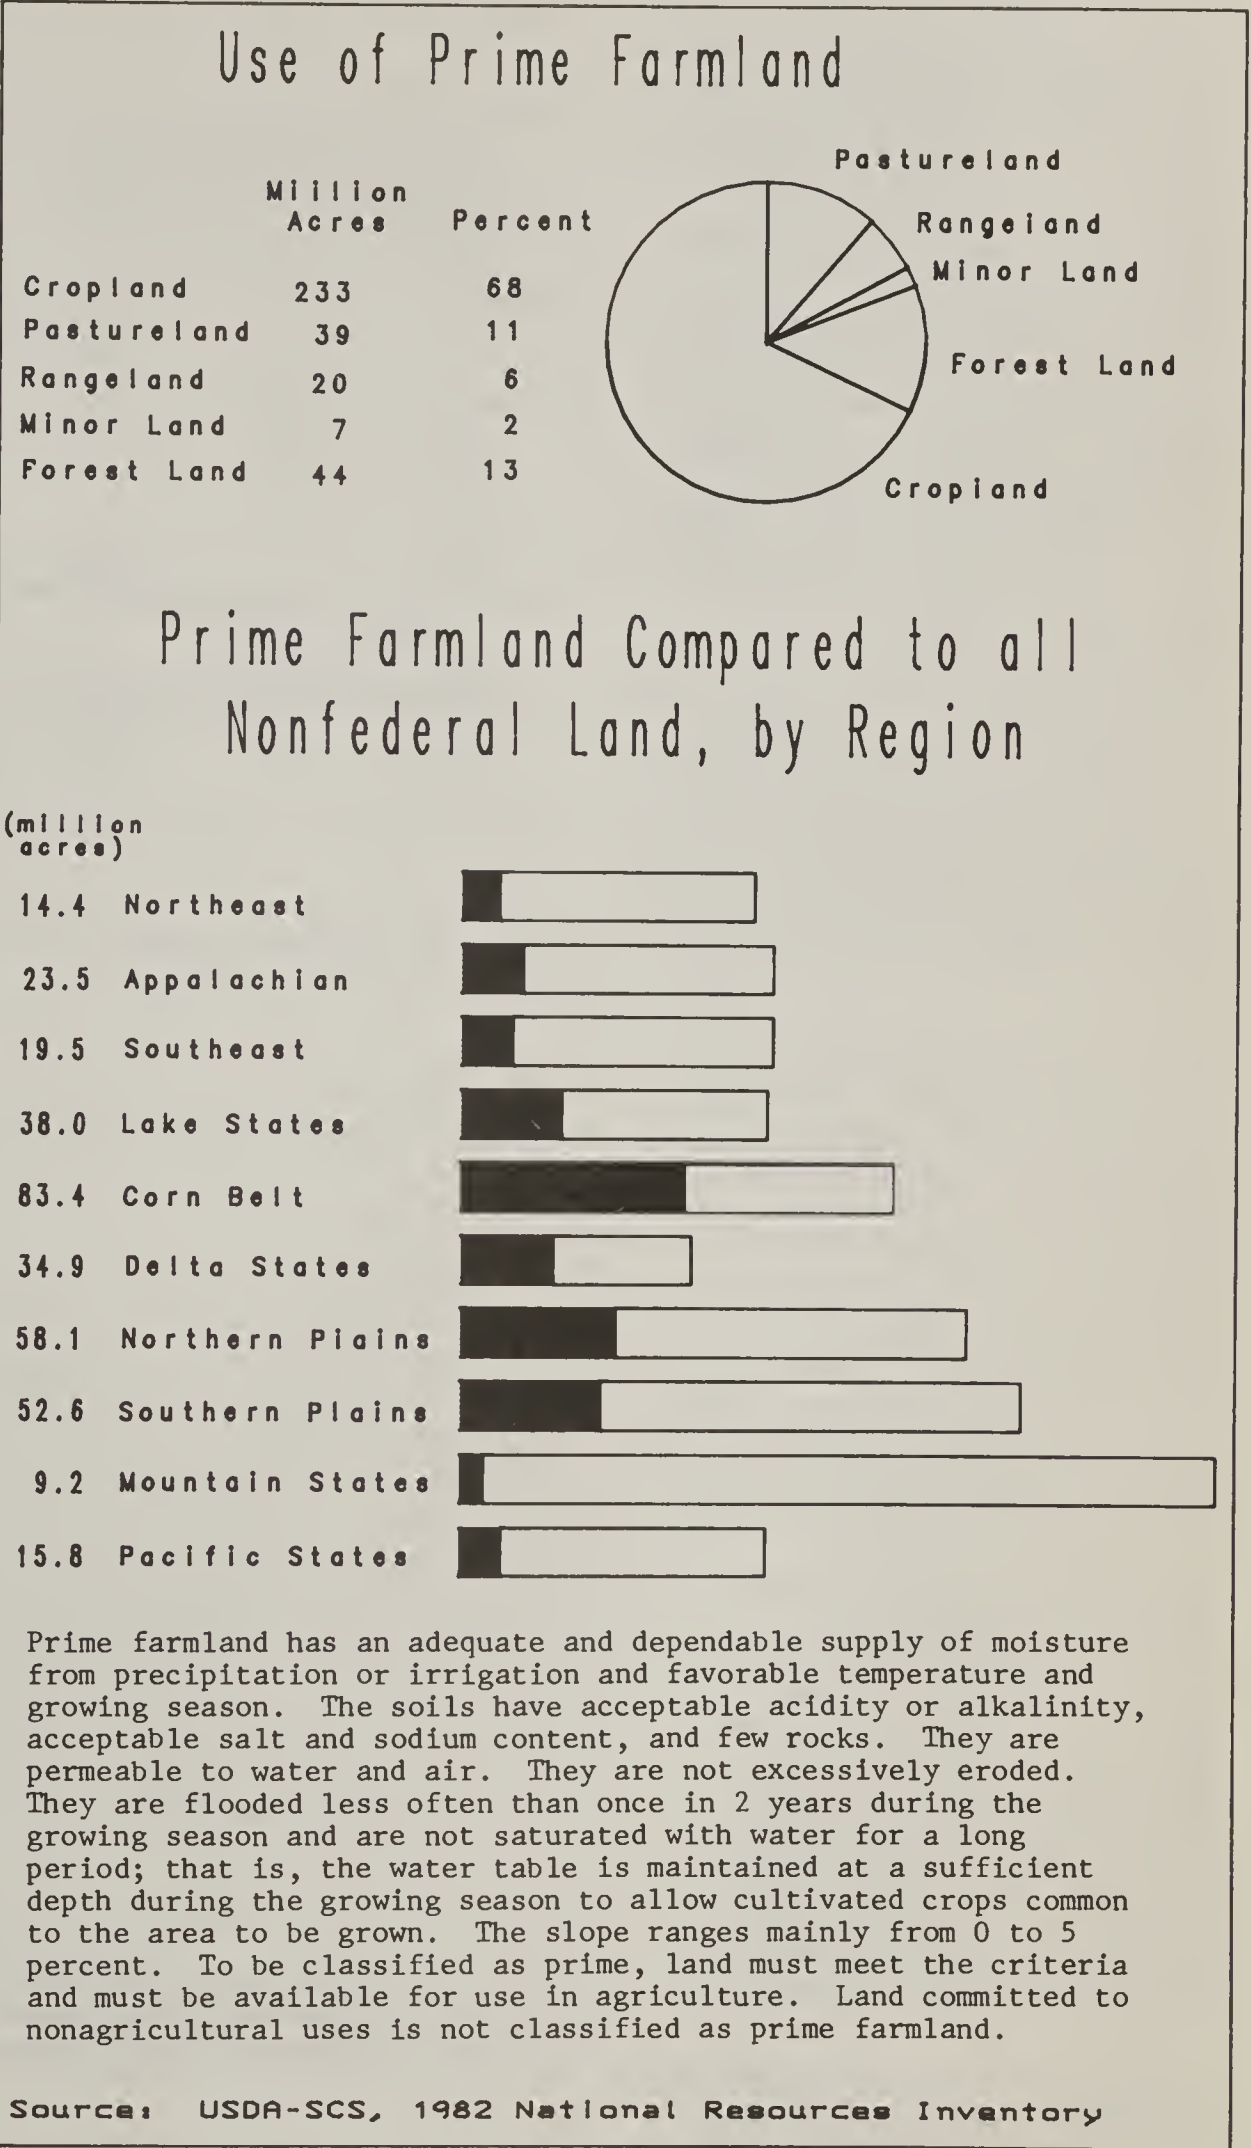 Use of Prime Farmland
Million
Acres Percent
Cropland 233 68
Pastureland 39 11
Rangeland 20 6
Minor Land 7 2
Forest Land 44 13
Pastureland
Rangeland
Minor Land
Forest Land
Cropland
Prime Farmland Compared to all
Nonfederal Land, by Region
(million
acres)
14.4 Northeast
23.5 Appalachian
19.5 Southeast
38.0 Lake States
83.4 Corn Belt
34.9 Delta States
58.1 Northern Plains
52.6 Southern Plains
9.2 Mountain States
15.8 Pacific States
Prime farmland has an adequate and dependable supply of moisture
from precipitation or irrigation and favorable temperature and
growing season. The soils have acceptable acidity or alkalinity,
acceptable salt and sodium content, and few rocks. They are
permeable to water and air. They are not excessively eroded.
They are flooded less often than once in 2 years during the
growing season and are not saturated with water for a long
period; that is, the water table is maintained at a sufficient
depth during the growing season to allow cultivated crops common
to the area to be grown. The slope ranges mainly from 0 to 5
percent. To be classified as prime, land must meet the criteria
and must be available for use in agriculture. Land committed to
nonagricultural uses is not classified as prime farmland.
Source: USDA-SCS, 1982 National Resources Inventory